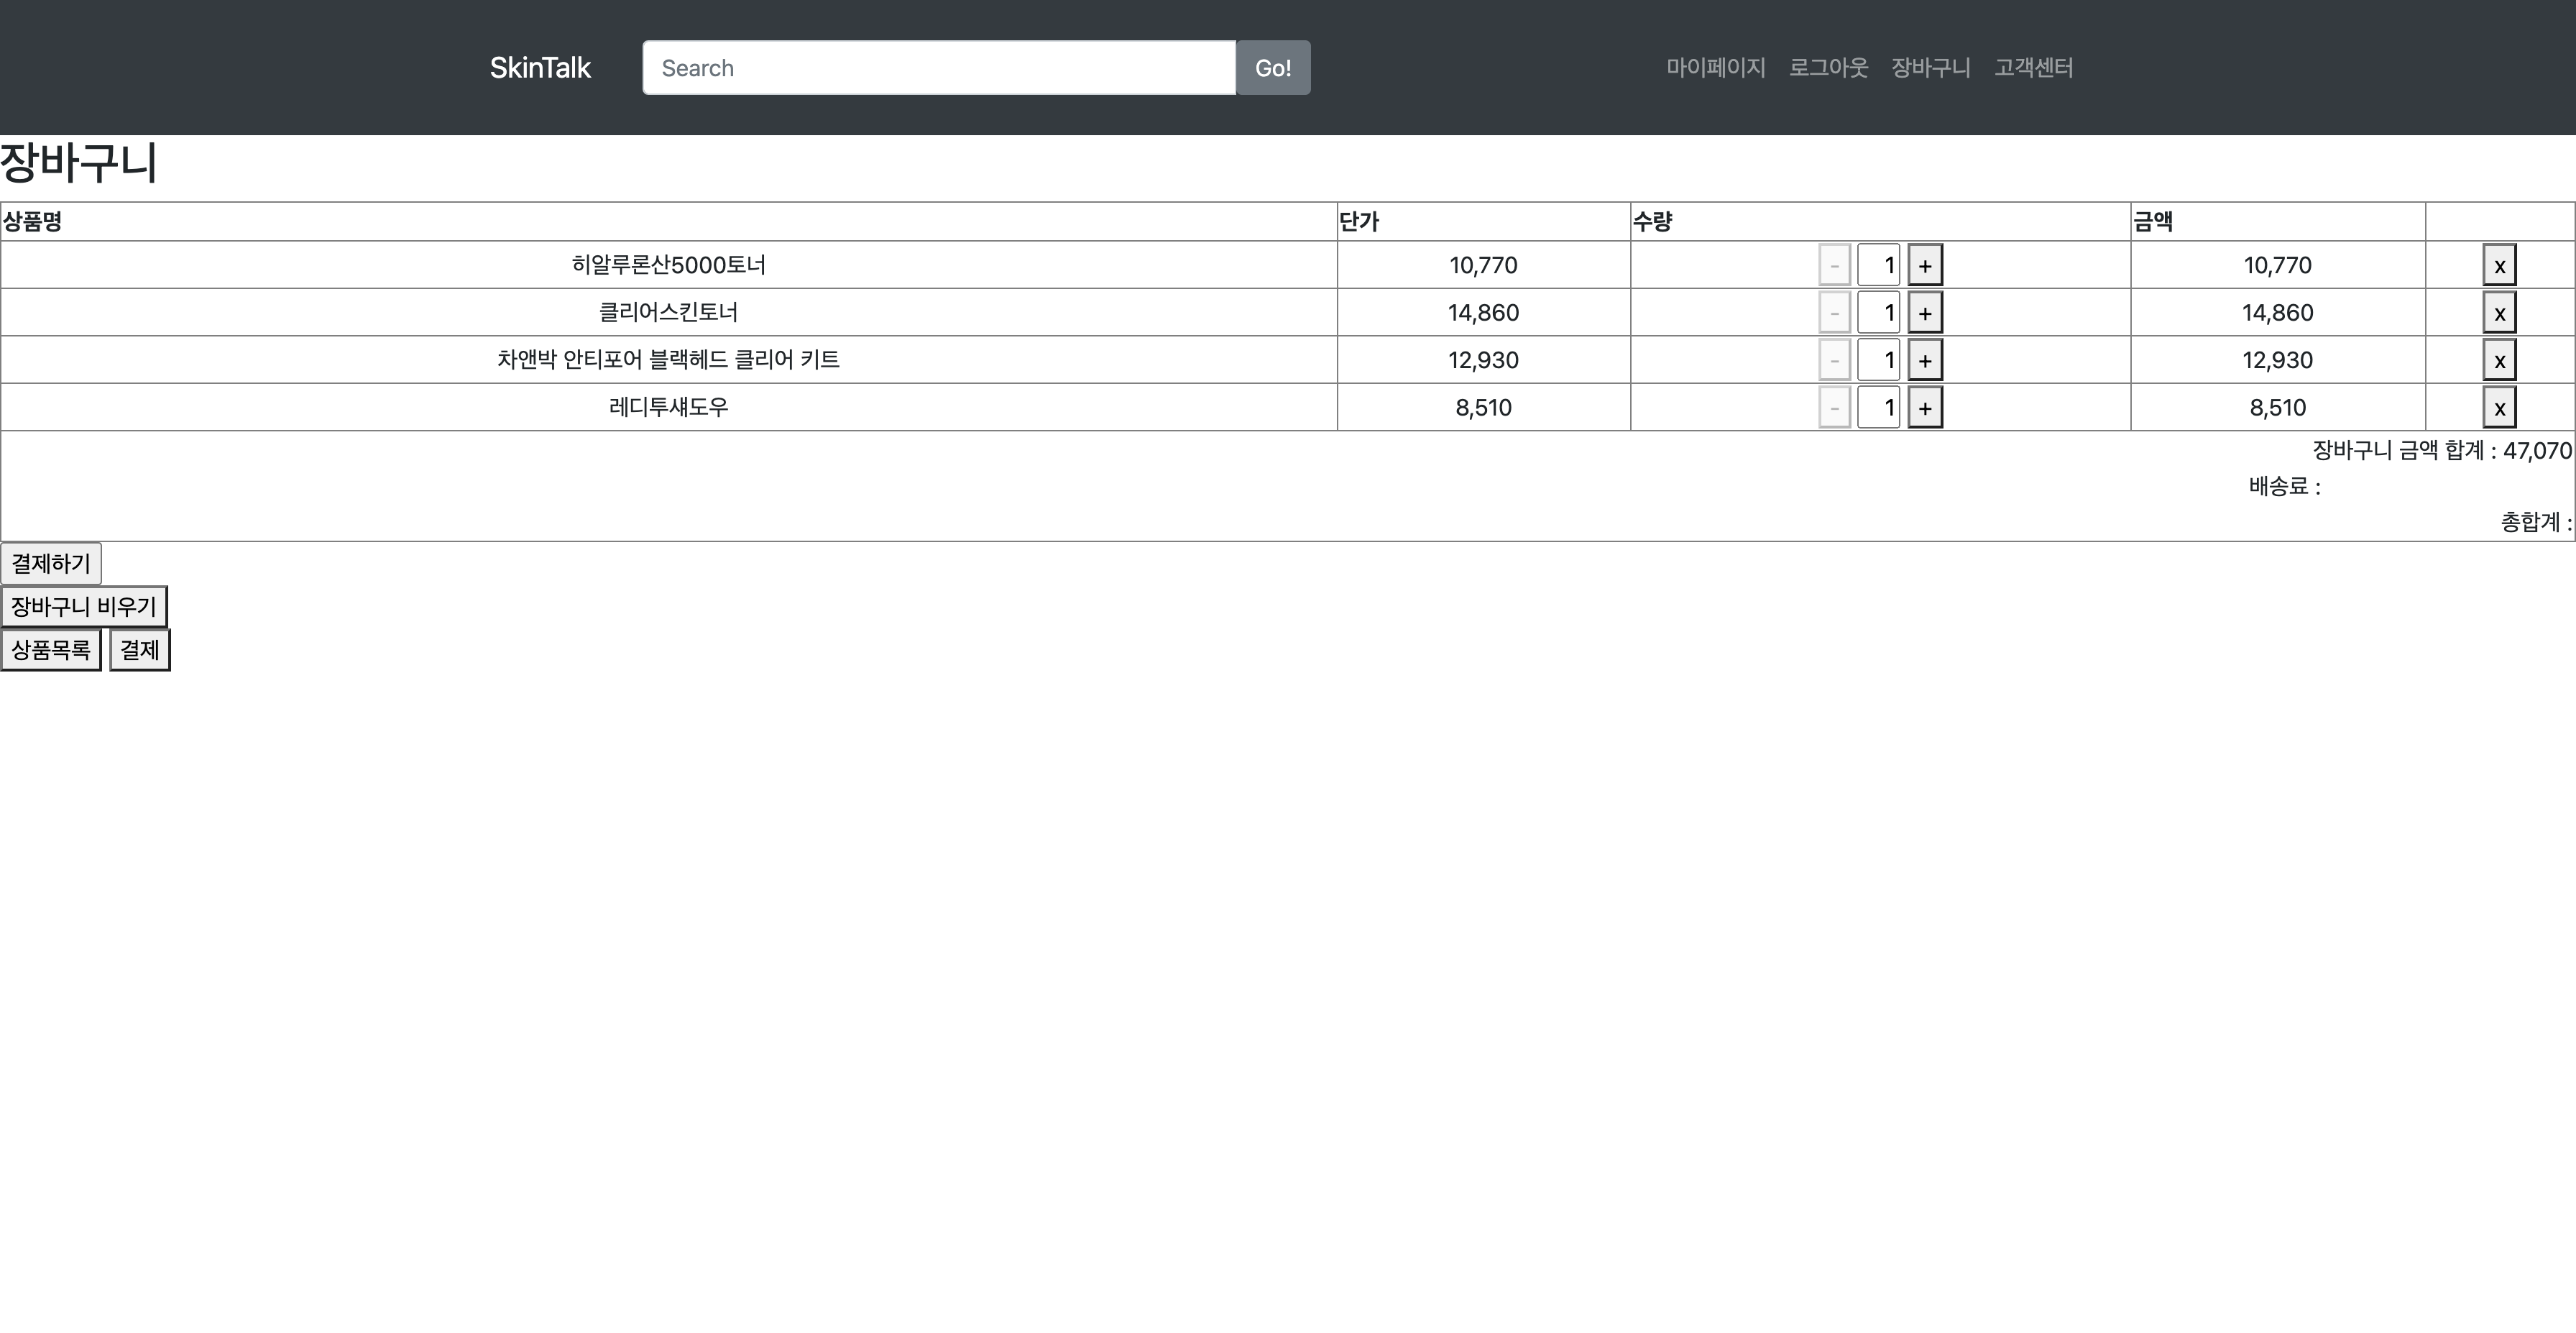 SkinTalk Search Go! 마이페이지 로그아웃 장바구니 고객센터
장바구니
상품명 단가 수량 금액
히알루론산5000토너 10,770 - 1 + 10,770 x
클리어스킨토너 14,860 - 1 + 14,860 x
차앤박 안티포어 블랙헤드 클리어 키트 12,930 - 1 + 12,930 x
레디투섀도우 8,510 - 1 + 8,510 x
장바구니 금액 합계 : 47,070
배송료 :
총합계 :
결제하기
장바구니 비우기
상품목록 결제